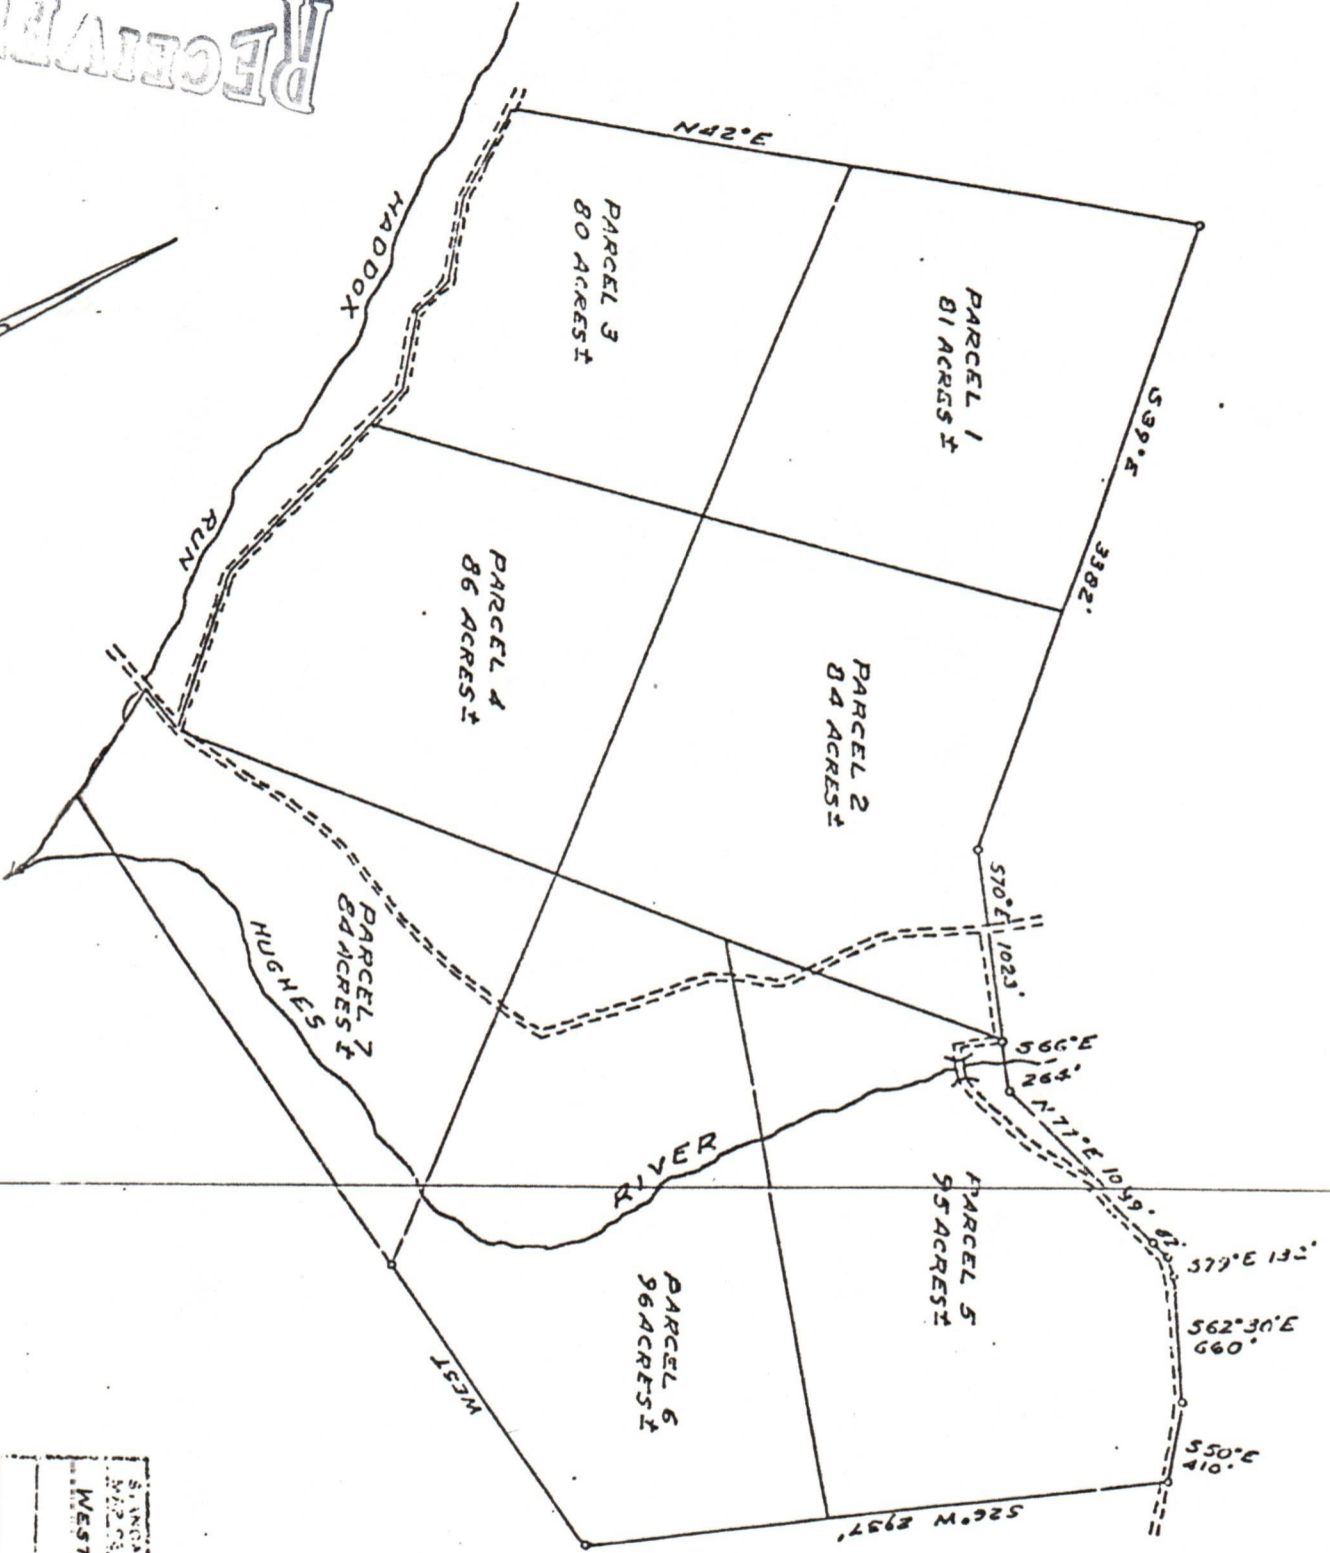 RECEIVE
N42°E
S39°E
3382'
PARCEL 1
81 ACRES±
PARCEL 3
80 ACRES±
HADDOX
RUN
PARCEL 2
84 ACRES±
PARCEL 4
86 ACRES±
S70°E 1023'
S66°E
264'
N77°E
S79°E 132'
S62°30'E
660'
S50°E
410'
PARCEL 5
95 ACRES±
PARCEL 6
96 ACRES±
PARCEL 7
84 ACRES±
HUGHES
RIVER
WEST
S26°W 2957'
WEST